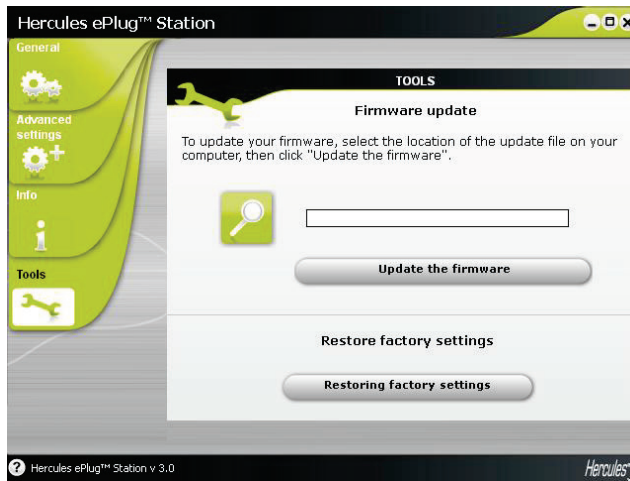 Hercules ePlug™ Station
General
Advanced
settings
Info
Tools
TOOLS
Firmware update
To update your firmware, select the location of the update file on your
computer, then click "Update the firmware".
Update the firmware
Restore factory settings
Restoring factory settings
? Hercules ePlug™ Station v 3.0
Hercules